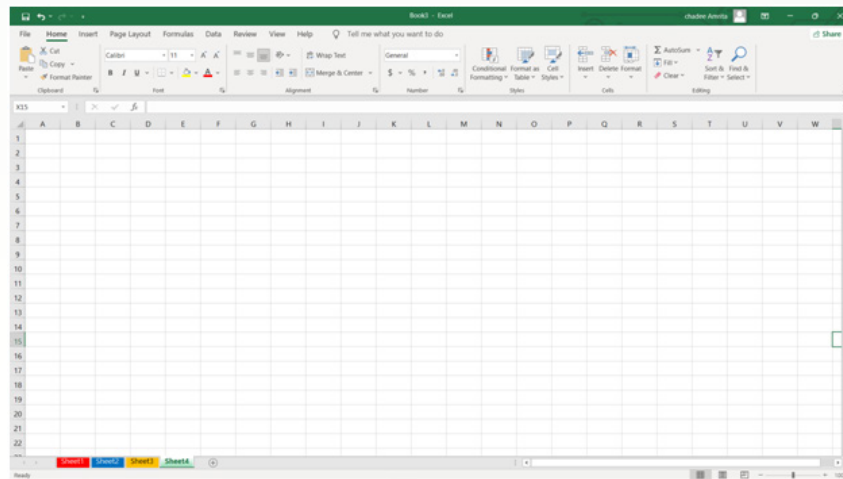 Book3 - Excel
chadee Amrita
File Home Insert Page Layout Formulas Data Review View Help Tell me what you want to do
Share
Cut
Copy
Format Painter
Paste
Clipboard
Calibri 11
B I U
Font
Wrap Text
Merge & Center
Alignment
General
$ % ,
Number
Conditional Formatting
Format as Table
Cell Styles
Styles
Insert Delete Format
Cells
AutoSum
Fill
Clear
Sort & Filter
Find & Select
Editing
X15
fx
A B C D E F G H I J K L M N O P Q R S T U V W
1
2
3
4
5
6
7
8
9
10
11
12
13
14
15
16
17
18
19
20
21
22
Sheet1 Sheet2 Sheet3 Sheet4
Ready